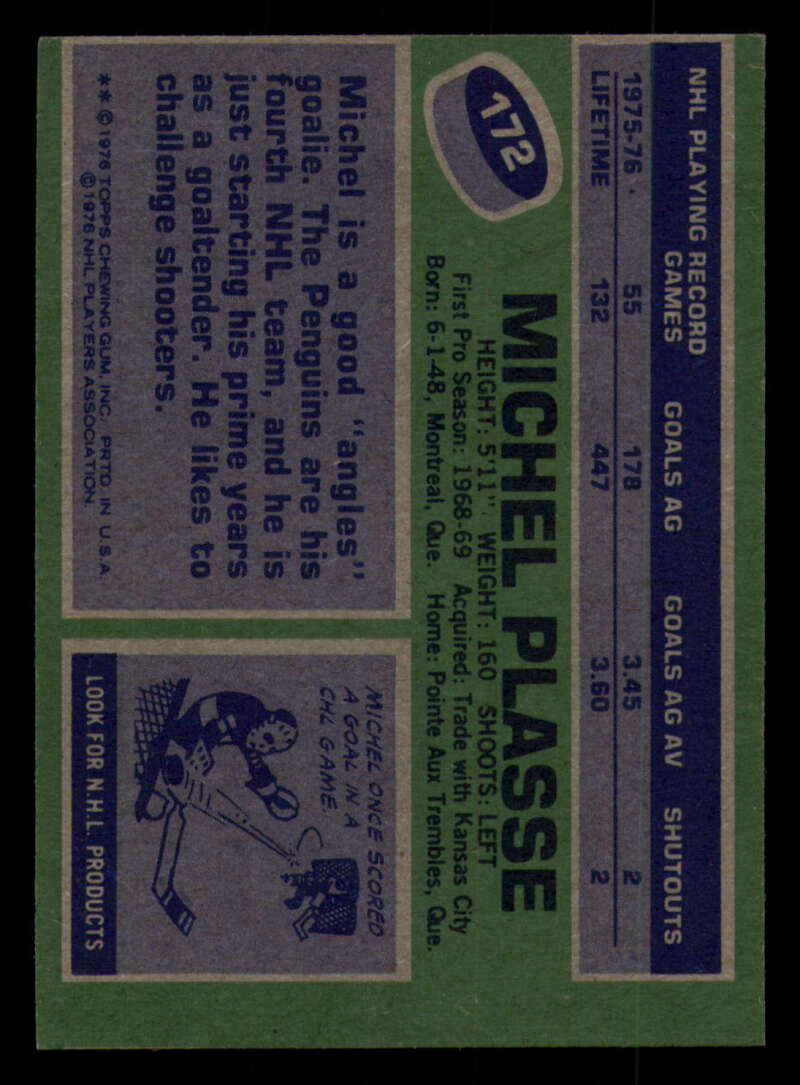 NHL PLAYING RECORD
GAMES GOALS AG GOALS AG AV SHUTOUTS
1975-76 55 178 3.45 2
LIFETIME 132 447 3.60 2
172
MICHEL PLASSE
HEIGHT: 5'11" WEIGHT: 160 SHOOTS: LEFT
First Pro Season: 1968-69 Acquired: Trade with Kansas City
Born: 6-1-48, Montreal, Que. Home: Pointe Aux Trembles, Que.
Michel is a good "angles"
goalie. The Penguins are his
fourth NHL team, and he is
just starting his prime years
as a goaltender. He likes to
challenge shooters.
** © 1976 TOPPS CHEWING GUM, INC. PRTD. IN U.S.A.
© 1976 NHL PLAYERS ASSOCIATION.
MICHEL ONCE SCORED
A GOAL IN A
CHL GAME.
LOOK FOR N.H.L. PRODUCTS